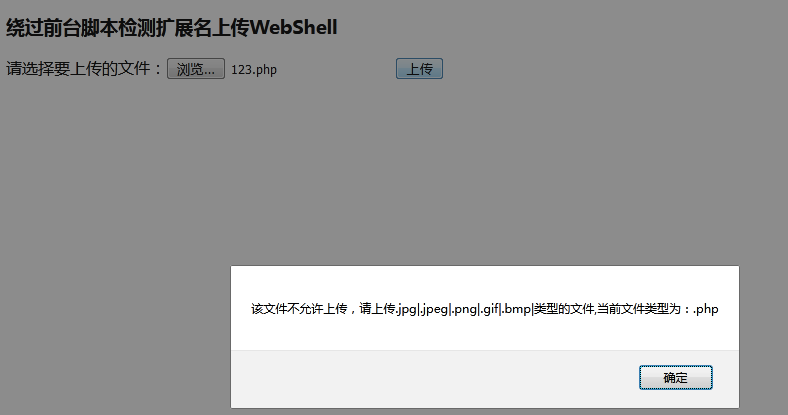 绕过前台脚本检测扩展名上传WebShell
请选择要上传的文件：浏览... 123.php 上传
该文件不允许上传，请上传.jpg|.jpeg|.png|.gif|.bmp|类型的文件,当前文件类型为：.php
确定